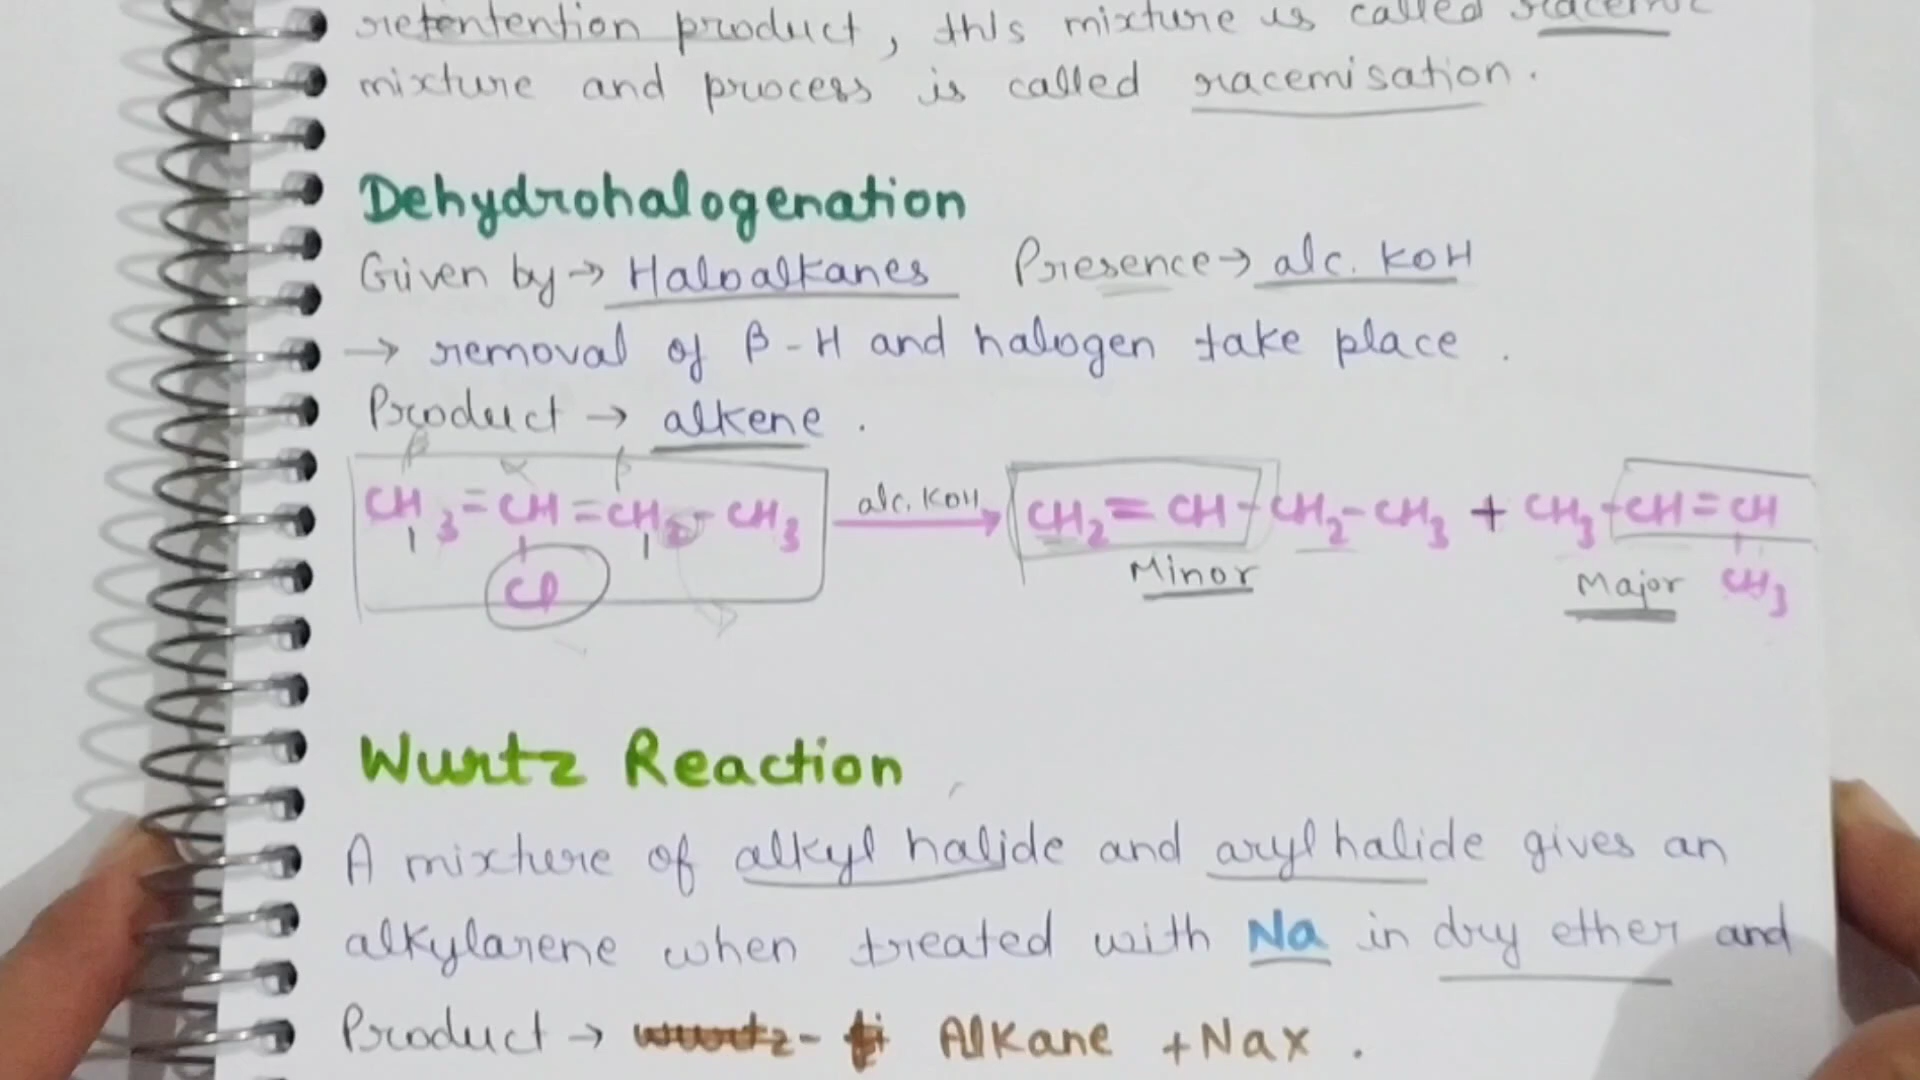 retentention product, this mixture is called racemic
mixture and process is called racemisation.
Dehydrohalogenation
Given by → Haloalkanes Presence → alc. KOH
→ removal of β-H and halogen take place.
Product → alkene.
β α β
CH3=CH=CH2-CH3 alc. KOH → CH2=CH-CH2-CH3 + CH3-CH=CH
Cl Minor Major CH3
Wurtz Reaction
A mixture of alkyl halide and aryl halide gives an
alkylarene when treated with Na in dry ether and
Product → Alkane + Nax.